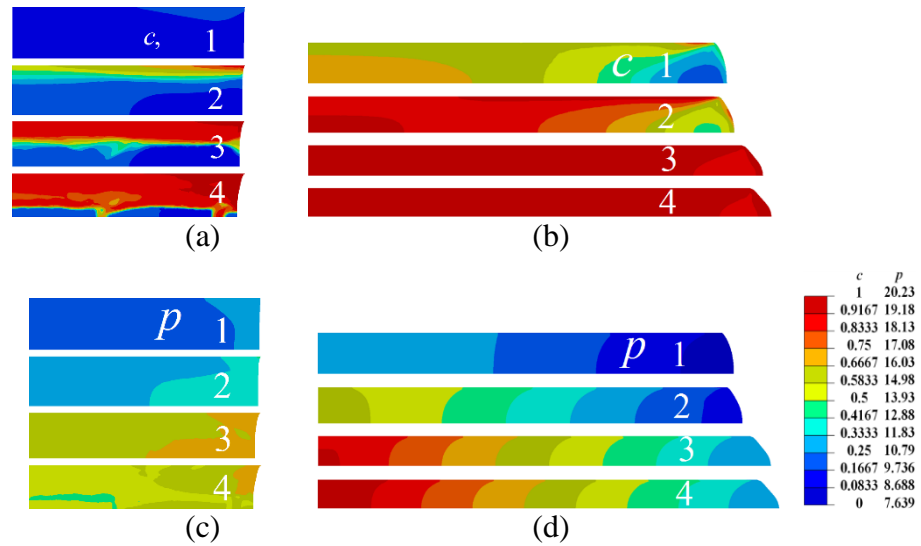 c, 1
2
3
4
(a)
c 1
2
3
4
(b)
p 1
2
3
4
(c)
p 1
2
3
4
(d)
c p
1 20.23
0.9167 19.18
0.8333 18.13
0.75 17.08
0.6667 16.03
0.5833 14.98
0.5 13.93
0.4167 12.88
0.3333 11.83
0.25 10.79
0.1667 9.736
0.0833 8.688
0 7.639